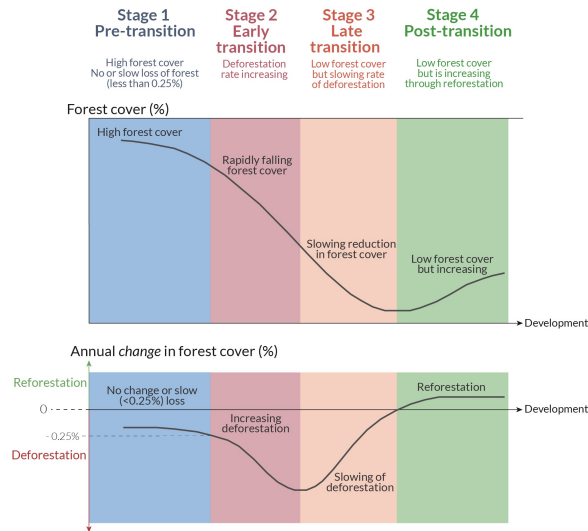 Stage 1
Pre-transition
Stage 2
Early
transition
Stage 3
Late
transition
Stage 4
Post-transition
High forest cover
No or slow loss of forest
(less than 0.25%)
Deforestation
rate increasing
Low forest cover
but slowing rate
of deforestation
Low forest cover
but is increasing
through reforestation
Forest cover (%)
High forest cover
Rapidly falling
forest cover
Slowing reduction
in forest cover
Low forest cover
but increasing
Development
Annual change in forest cover (%)
Reforestation
No change or slow
(<0.25%) loss
Reforestation
0
Development
Increasing
deforestation
-0.25%
Deforestation
Slowing of
deforestation